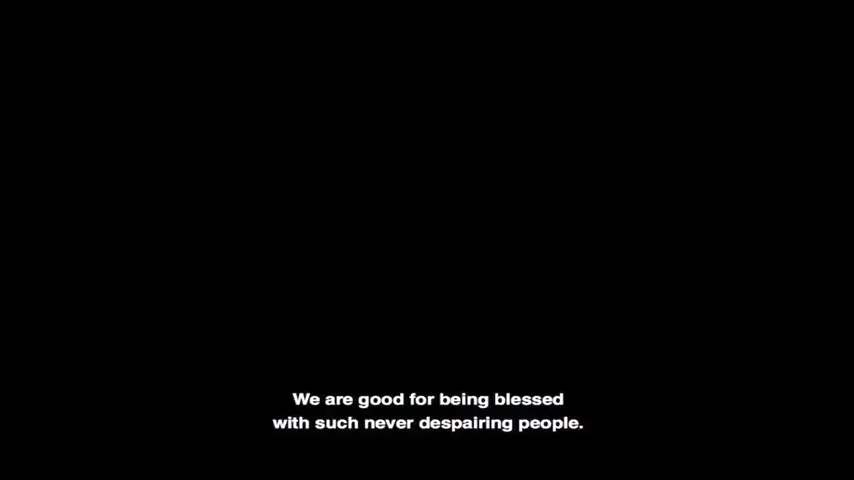 We are good for being blessed
with such never despairing people.